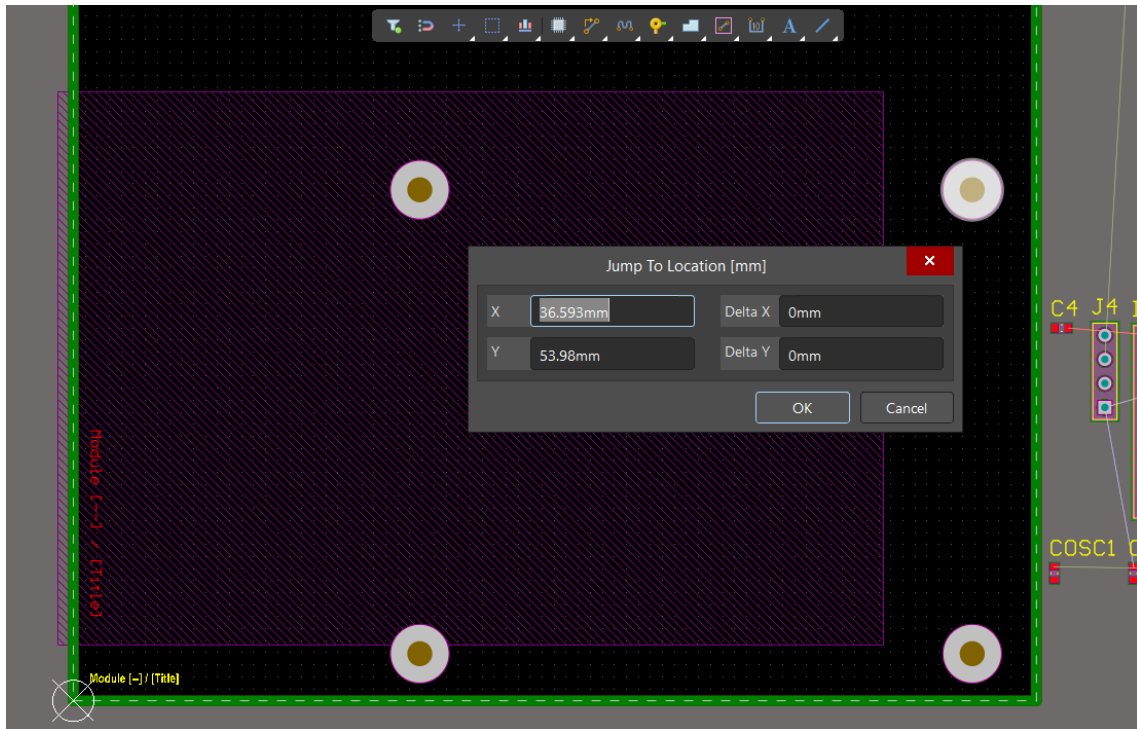 A
Jump To Location [mm]
X
36.593mm
Delta X
0mm
Y
53.98mm
Delta Y
0mm
OK
Cancel
C4
J4
Module [--] / [Title]
COSC1
Module [--] / [Title]